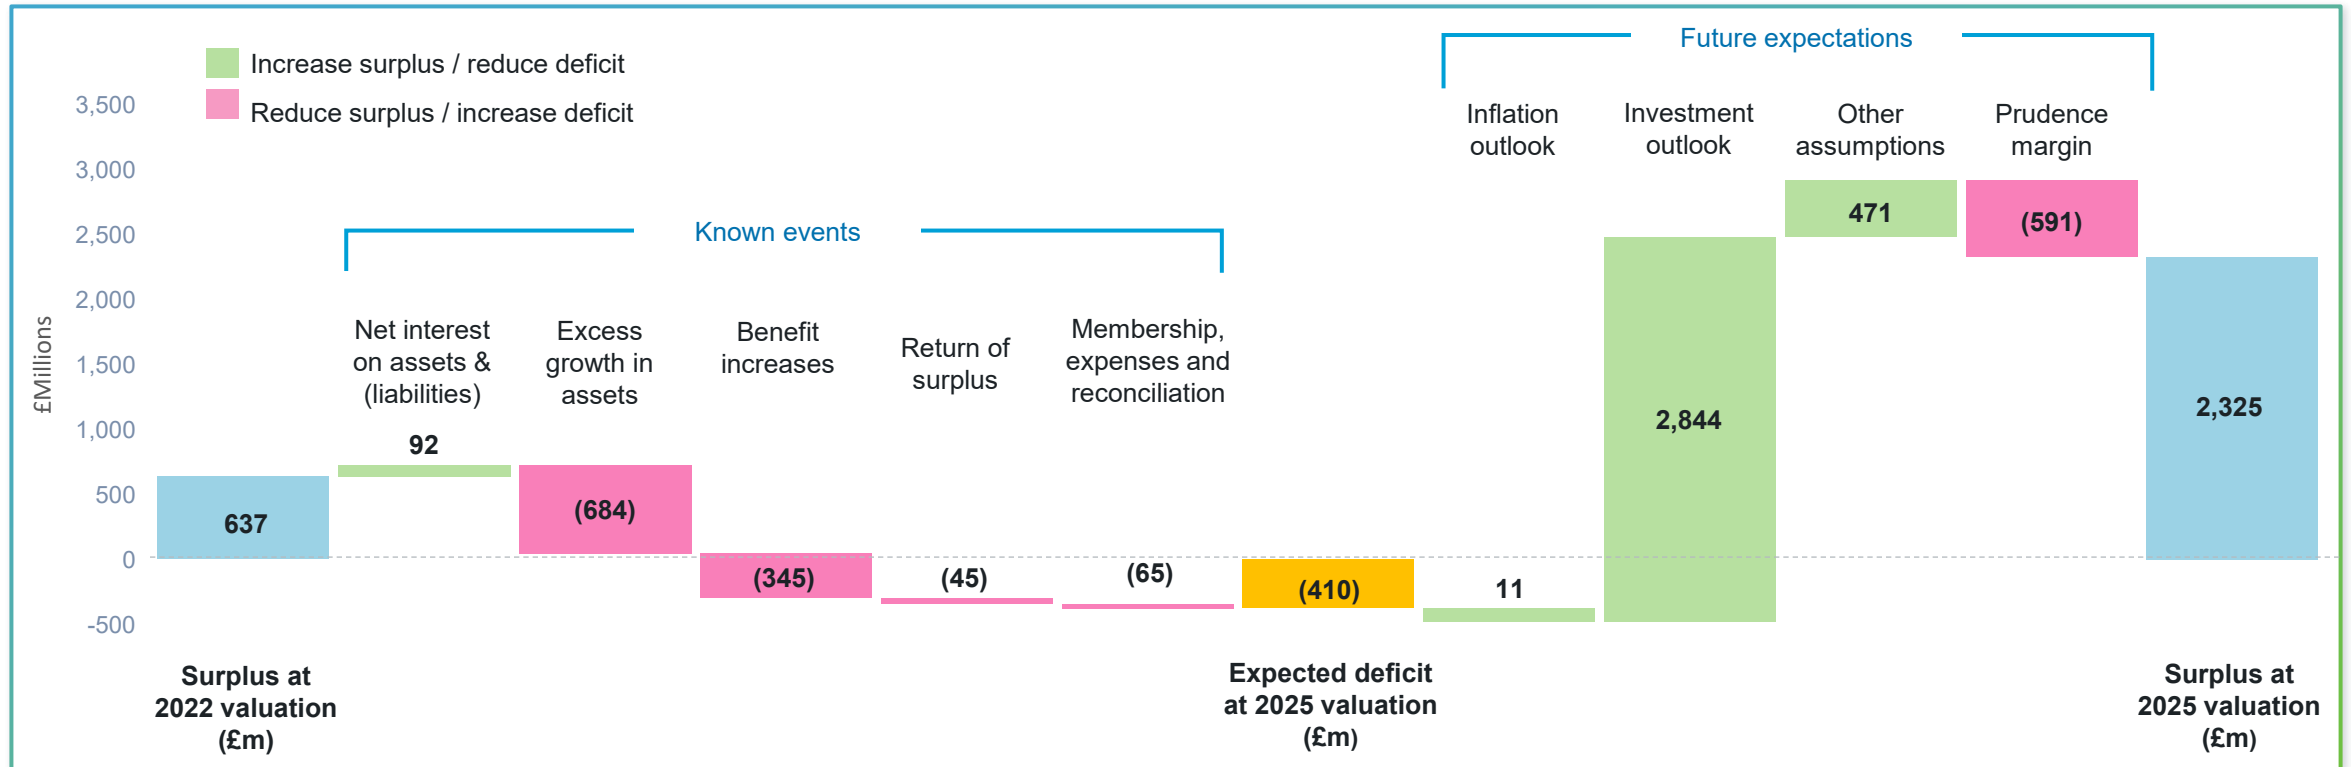 Increase surplus / reduce deficit
Reduce surplus / increase deficit
£Millions
3,500
3,000
2,500
2,000
1,500
1,000
500
0
-500
Known events
Future expectations
Net interest
on assets &
(liabilities)
Excess
growth in
assets
Benefit
increases
Return of
surplus
Membership,
expenses and
reconciliation
Inflation
outlook
Investment
outlook
Other
assumptions
Prudence
margin
637
92
(684)
(345)
(45)
(65)
(410)
11
2,844
471
(591)
2,325
Surplus at
2022 valuation
(£m)
Expected deficit
at 2025 valuation
(£m)
Surplus at
2025 valuation
(£m)